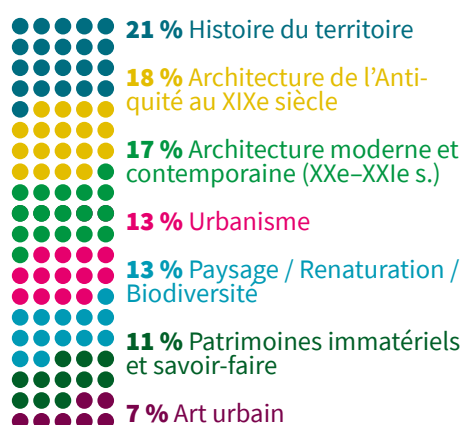 21 % Histoire du territoire
18 % Architecture de l’Anti-
quité au XIXe siècle
17 % Architecture moderne et
contemporaine (XXe–XXIe s.)
13 % Urbanisme
13 % Paysage / Renaturation /
Biodiversité
11 % Patrimoines immatériels
et savoir-faire
7 % Art urbain